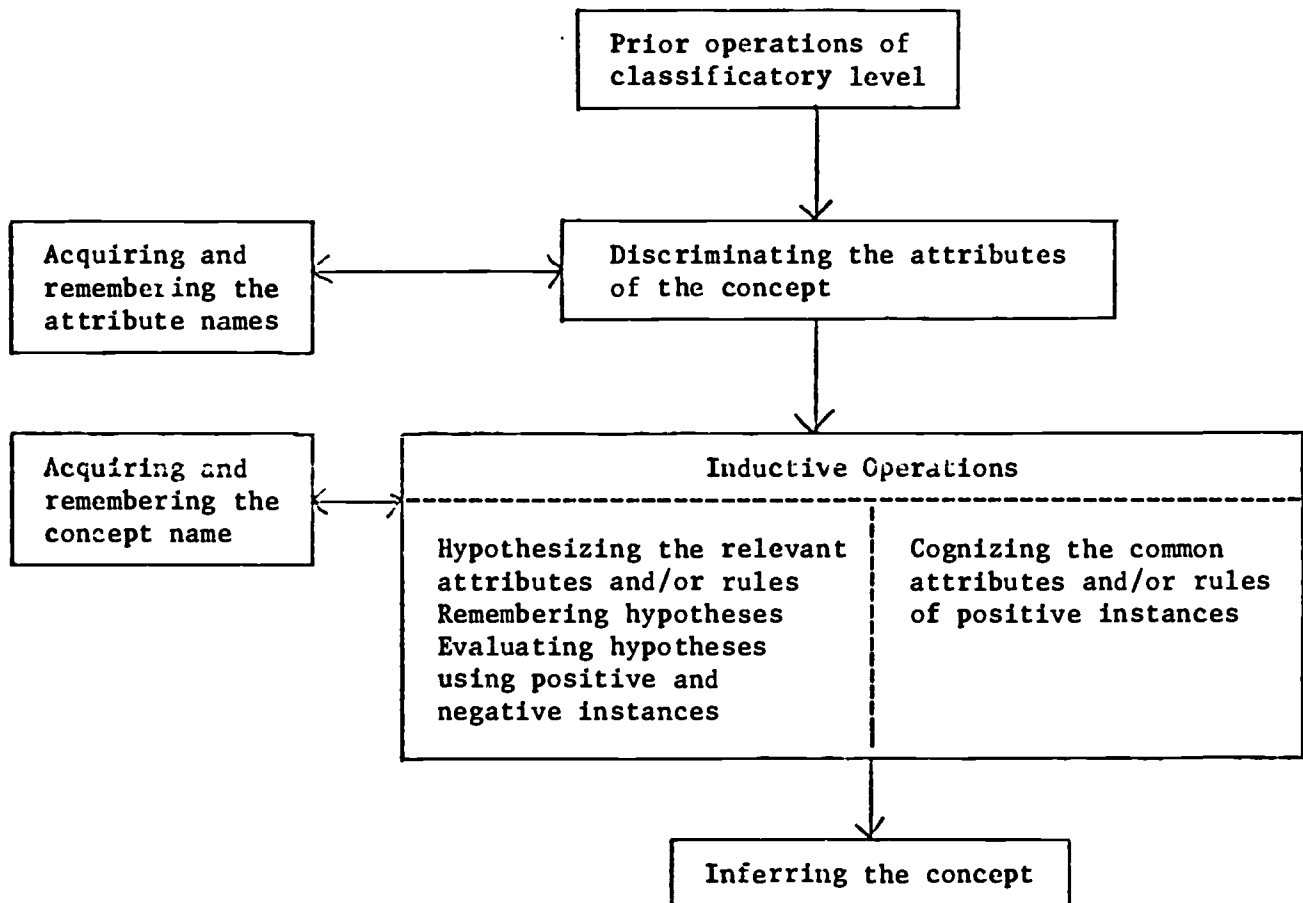 Prior operations of
classificatory level
Acquiring and
remembering the
attribute names
Discriminating the attributes
of the concept
Acquiring and
remembering the
concept name
Inductive Operations
Hypothesizing the relevant
attributes and/or rules
Remembering hypotheses
Evaluating hypotheses
using positive and
negative instances
Cognizing the common
attributes and/or rules
of positive instances
Inferring the concept